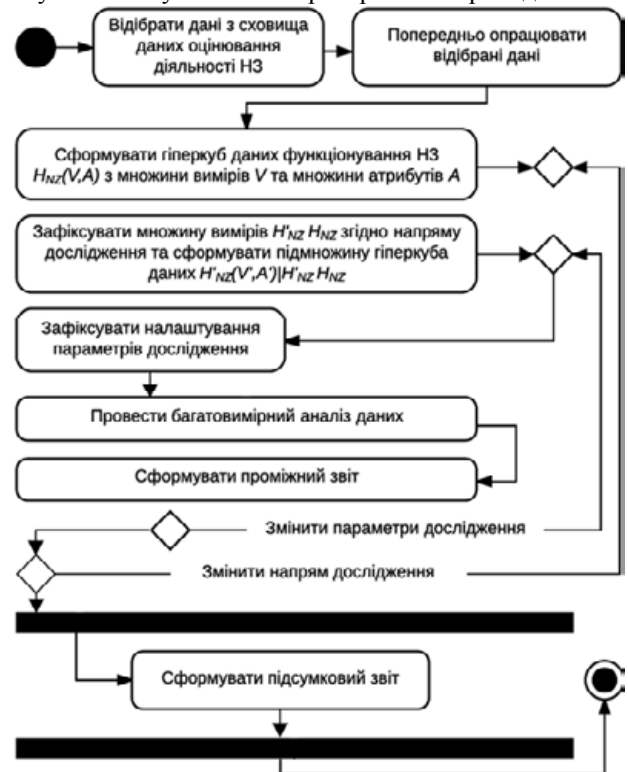 Відібрати дані з сховища
даних оцінювання
діяльності НЗ
Попередньо опрацювати
відібрані дані
Сформувати гіперкуб даних функціонування НЗ
H_NZ(V,A) з множини вимірів V та множини атрибутів A
Зафіксувати множину вимірів H'_NZ H_NZ згідно напряму
дослідження та сформувати підмножину гіперкуба
даних H'_NZ(V',A')|H'_NZ H_NZ
Зафіксувати налаштування
параметрів дослідження
Провести багатовимірний аналіз даних
Сформувати проміжний звіт
Змінити параметри дослідження
Змінити напрям дослідження
Сформувати підсумковий звіт